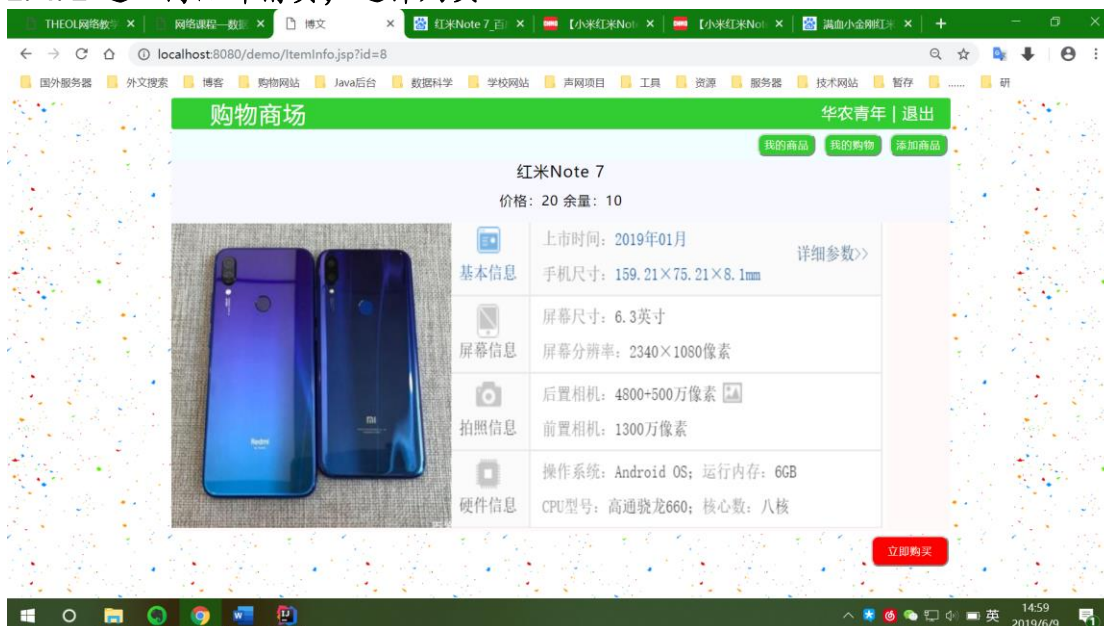 THEOL网络教学
网络课程—数据
博文
红米Note 7_百
【小米红米Not
【小米红米Not
满血小金刚红米
localhost:8080/demo/ItemInfo.jsp?id=8
国外服务器 外文搜索 博客 购物网站 Java后台 数据科学 学校网站 声网项目 工具 资源 服务器 技术网站 暂存 ...... 研
购物商场 华农青年 | 退出
我的商品 我的购物 添加商品
红米Note 7
价格: 20 余量: 10
基本信息
上市时间: 2019年01月
手机尺寸: 159.21×75.21×8.1mm
详细参数>>
屏幕信息
屏幕尺寸: 6.3英寸
屏幕分辨率: 2340×1080像素
拍照信息
后置相机: 4800+500万像素
前置相机: 1300万像素
硬件信息
操作系统: Android OS; 运行内存: 6GB
CPU型号: 高通骁龙660; 核心数: 八核
mi
Redmi
立即购买
英
14:59
2019/6/9